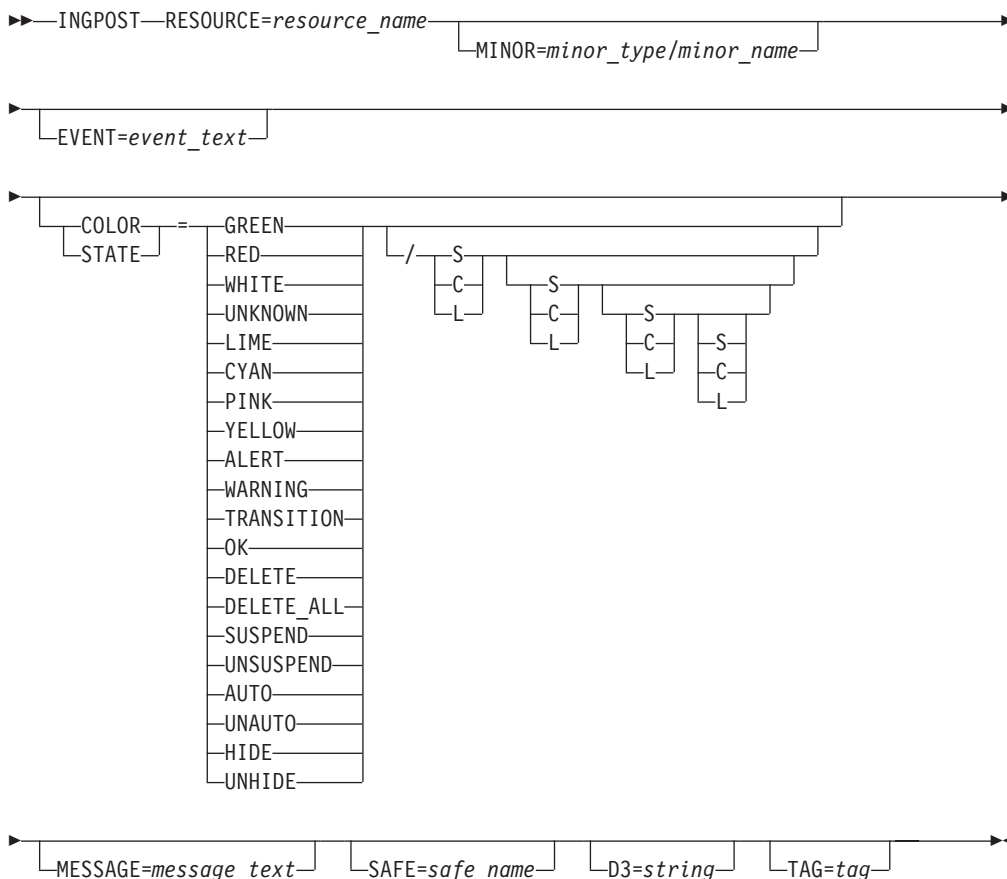 INGPOST RESOURCE=resource_name
MINOR=minor_type/minor_name
EVENT=event_text
COLOR = GREEN
STATE RED / S
WHITE C S
UNKNOWN L C S
LIME L C S
CYAN L C
PINK L
YELLOW
ALERT
WARNING
TRANSITION
OK
DELETE
DELETE_ALL
SUSPEND
UNSUSPEND
AUTO
UNAUTO
HIDE
UNHIDE
MESSAGE=message text SAFE=safe name D3=string TAG=tag